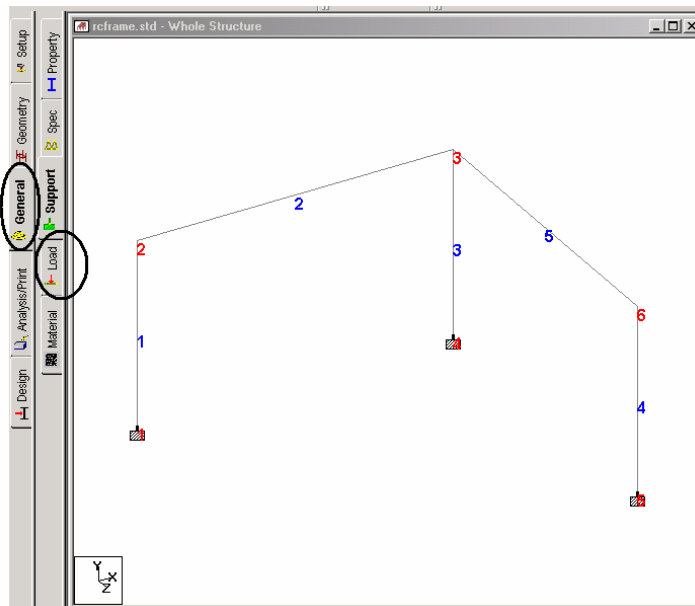 rcframe.std - Whole Structure
Setup
Geometry
General
Analysis/Print
Design
Property
Spec
Support
Load
Material
3
2
2
5
3
6
1
4
Y
X
Z